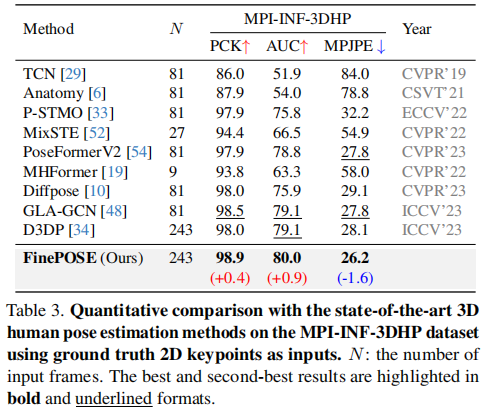 Method N MPI-INF-3DHP Year
PCK↑ AUC↑ MPJPE↓
TCN [29] 81 86.0 51.9 84.0 CVPR'19
Anatomy [6] 81 87.9 54.0 78.8 CSVT'21
P-STMO [33] 81 97.9 75.8 32.2 ECCV'22
MixSTE [52] 27 94.4 66.5 54.9 CVPR'22
PoseFormerV2 [54] 81 97.9 78.8 27.8 CVPR'23
MHFormer [19] 9 93.8 63.3 58.0 CVPR'22
Diffpose [10] 81 98.0 75.9 29.1 CVPR'23
GLA-GCN [48] 81 98.5 79.1 27.8 ICCV'23
D3DP [34] 243 98.0 79.1 28.1 ICCV'23
FinePOSE (Ours) 243 98.9 80.0 26.2
(+0.4) (+0.9) (-1.6)
Table 3. Quantitative comparison with the state-of-the-art 3D
human pose estimation methods on the MPI-INF-3DHP dataset
using ground truth 2D keypoints as inputs. N: the number of
input frames. The best and second-best results are highlighted in
bold and underlined formats.